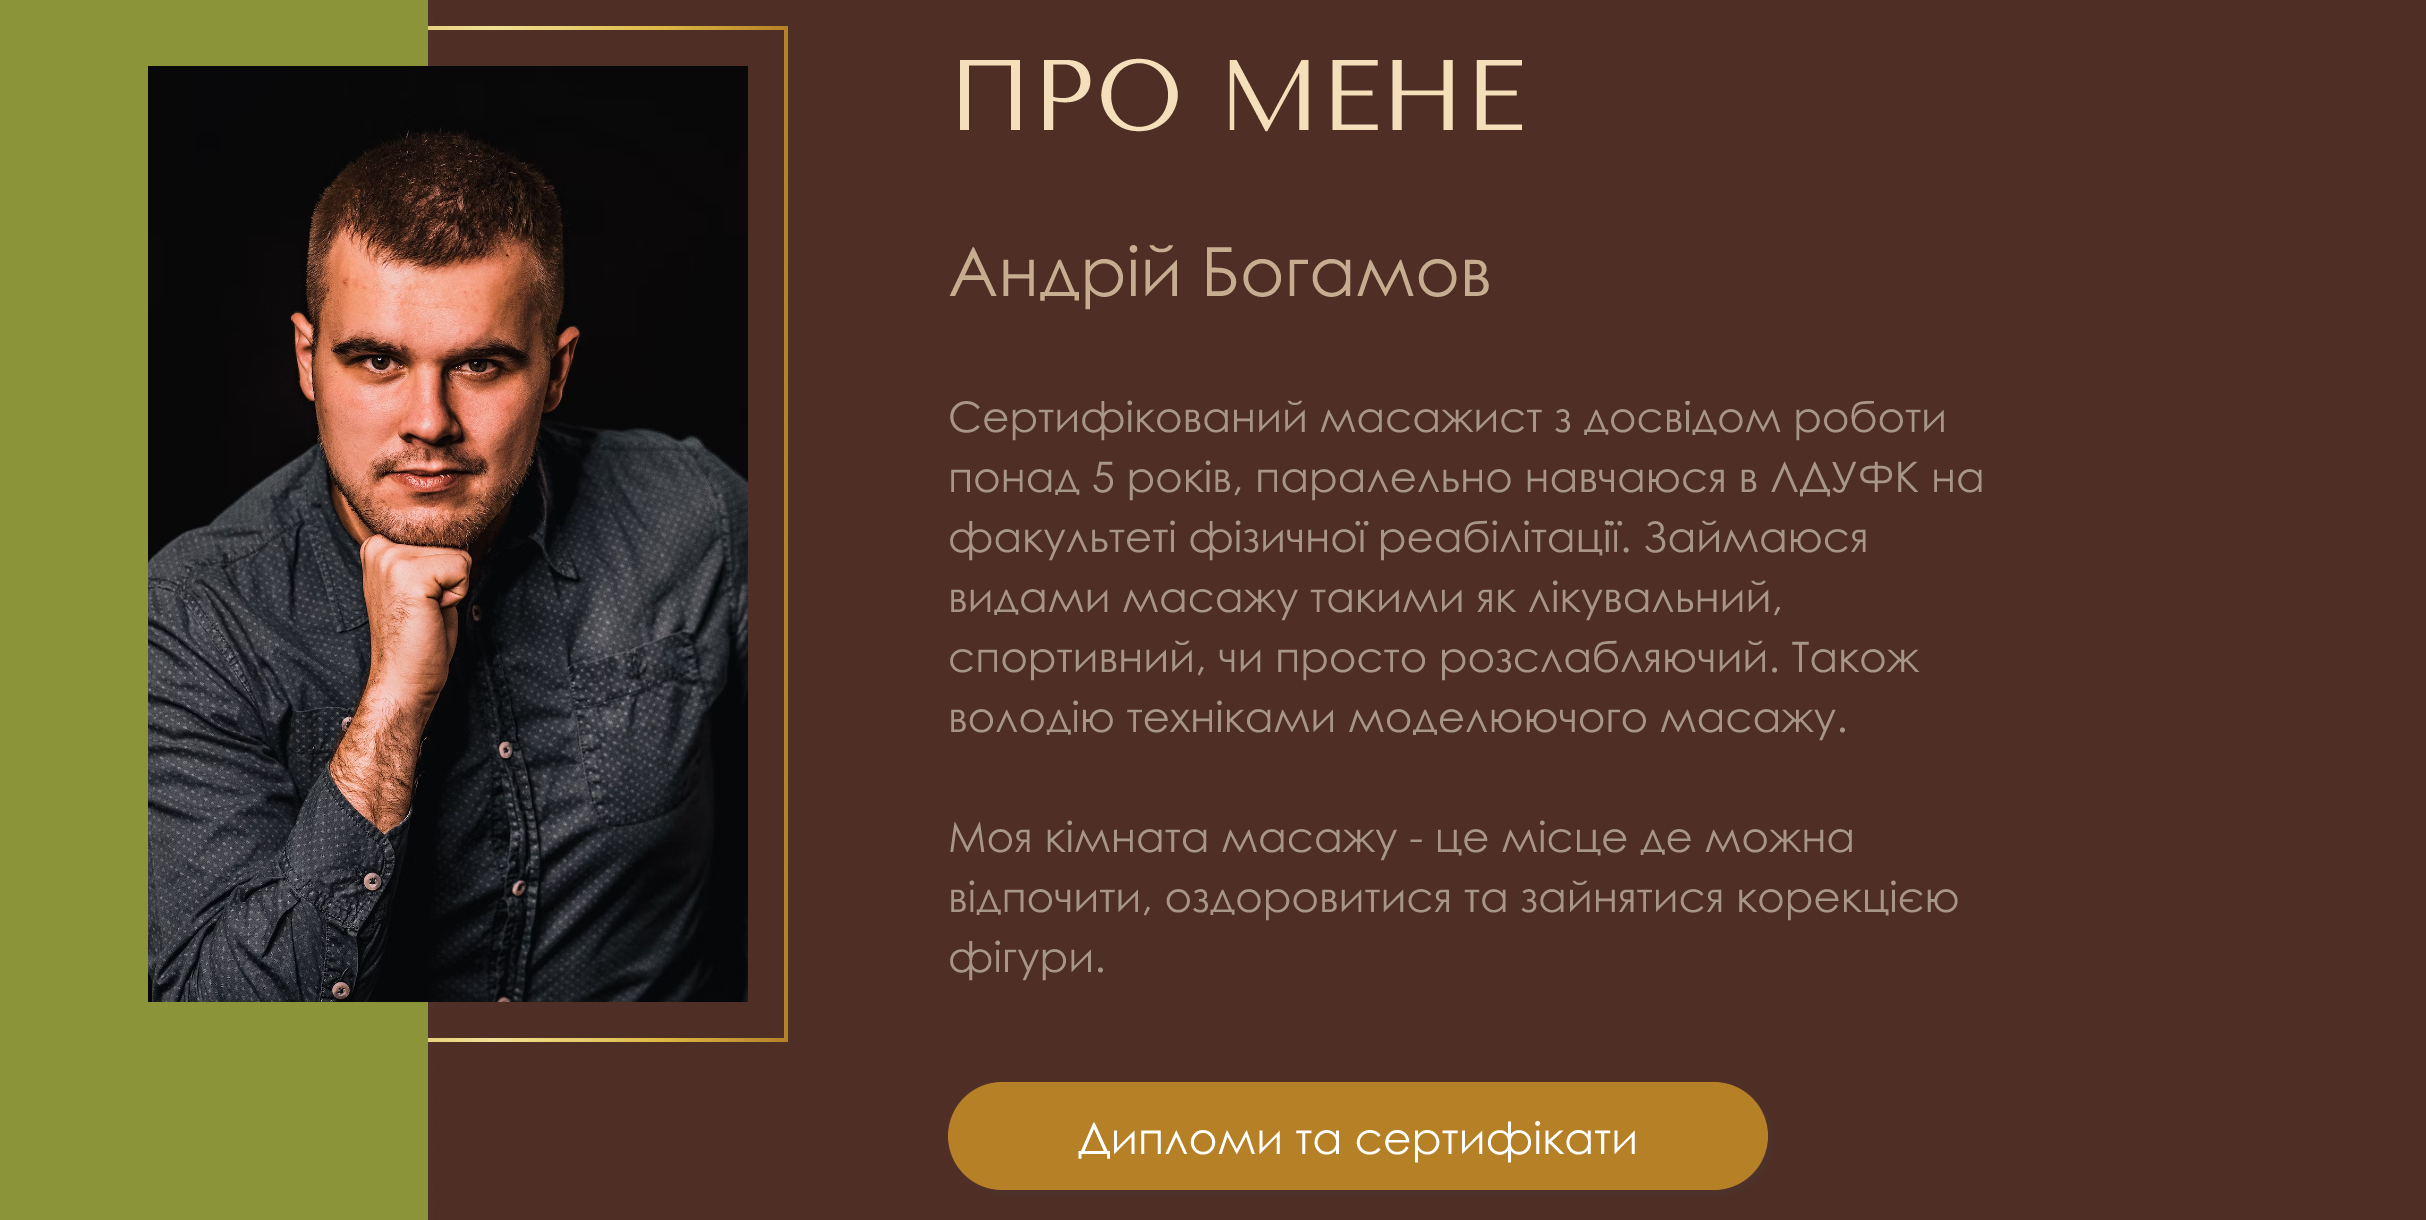 ПРО МЕНЕ
Андрій Богамов
Сертифікований масажист з досвідом роботи
понад 5 років, паралельно навчаюся в ЛДУФК на
факультеті фізичної реабілітації. Займаюся
видами масажу такими як лікувальний,
спортивний, чи просто розслабляючий. Також
володію техніками моделюючого масажу.
Моя кімната масажу - це місце де можна
відпочити, оздоровитися та зайнятися корекцією
фігури.
Дипломи та сертифікати